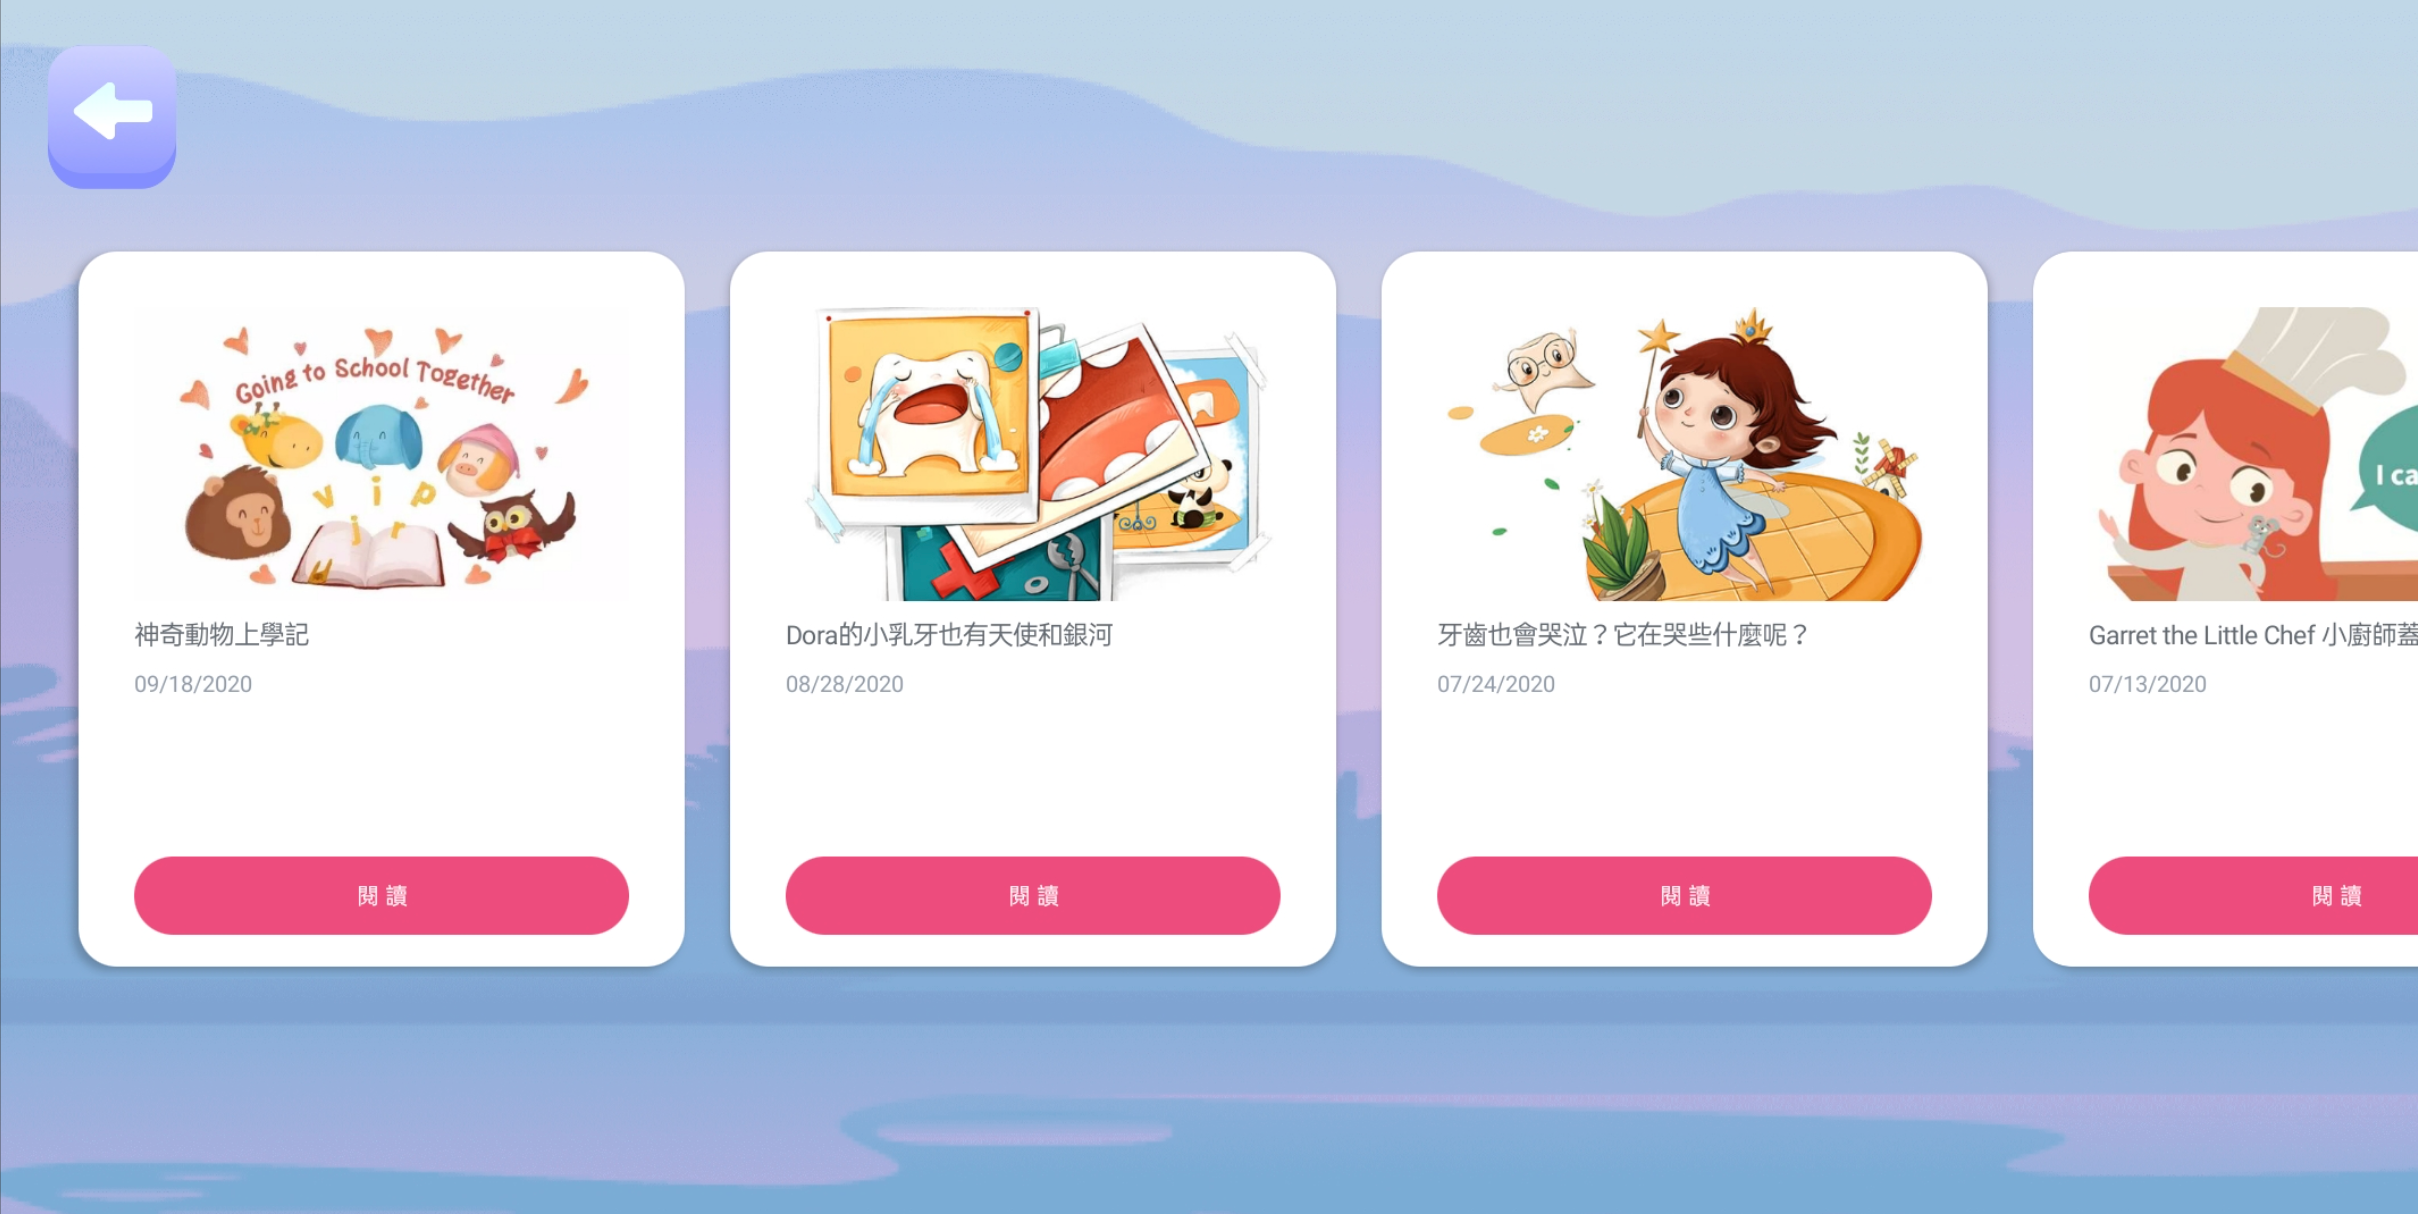 Going to School Together
v i p
j r
神奇動物上學記
09/18/2020
閱讀
Dora的小乳牙也有天使和銀河
08/28/2020
閱讀
牙齒也會哭泣？它在哭些什麼呢？
07/24/2020
閱讀
I ca
Garret the Little Chef 小廚師蓋
07/13/2020
閱讀